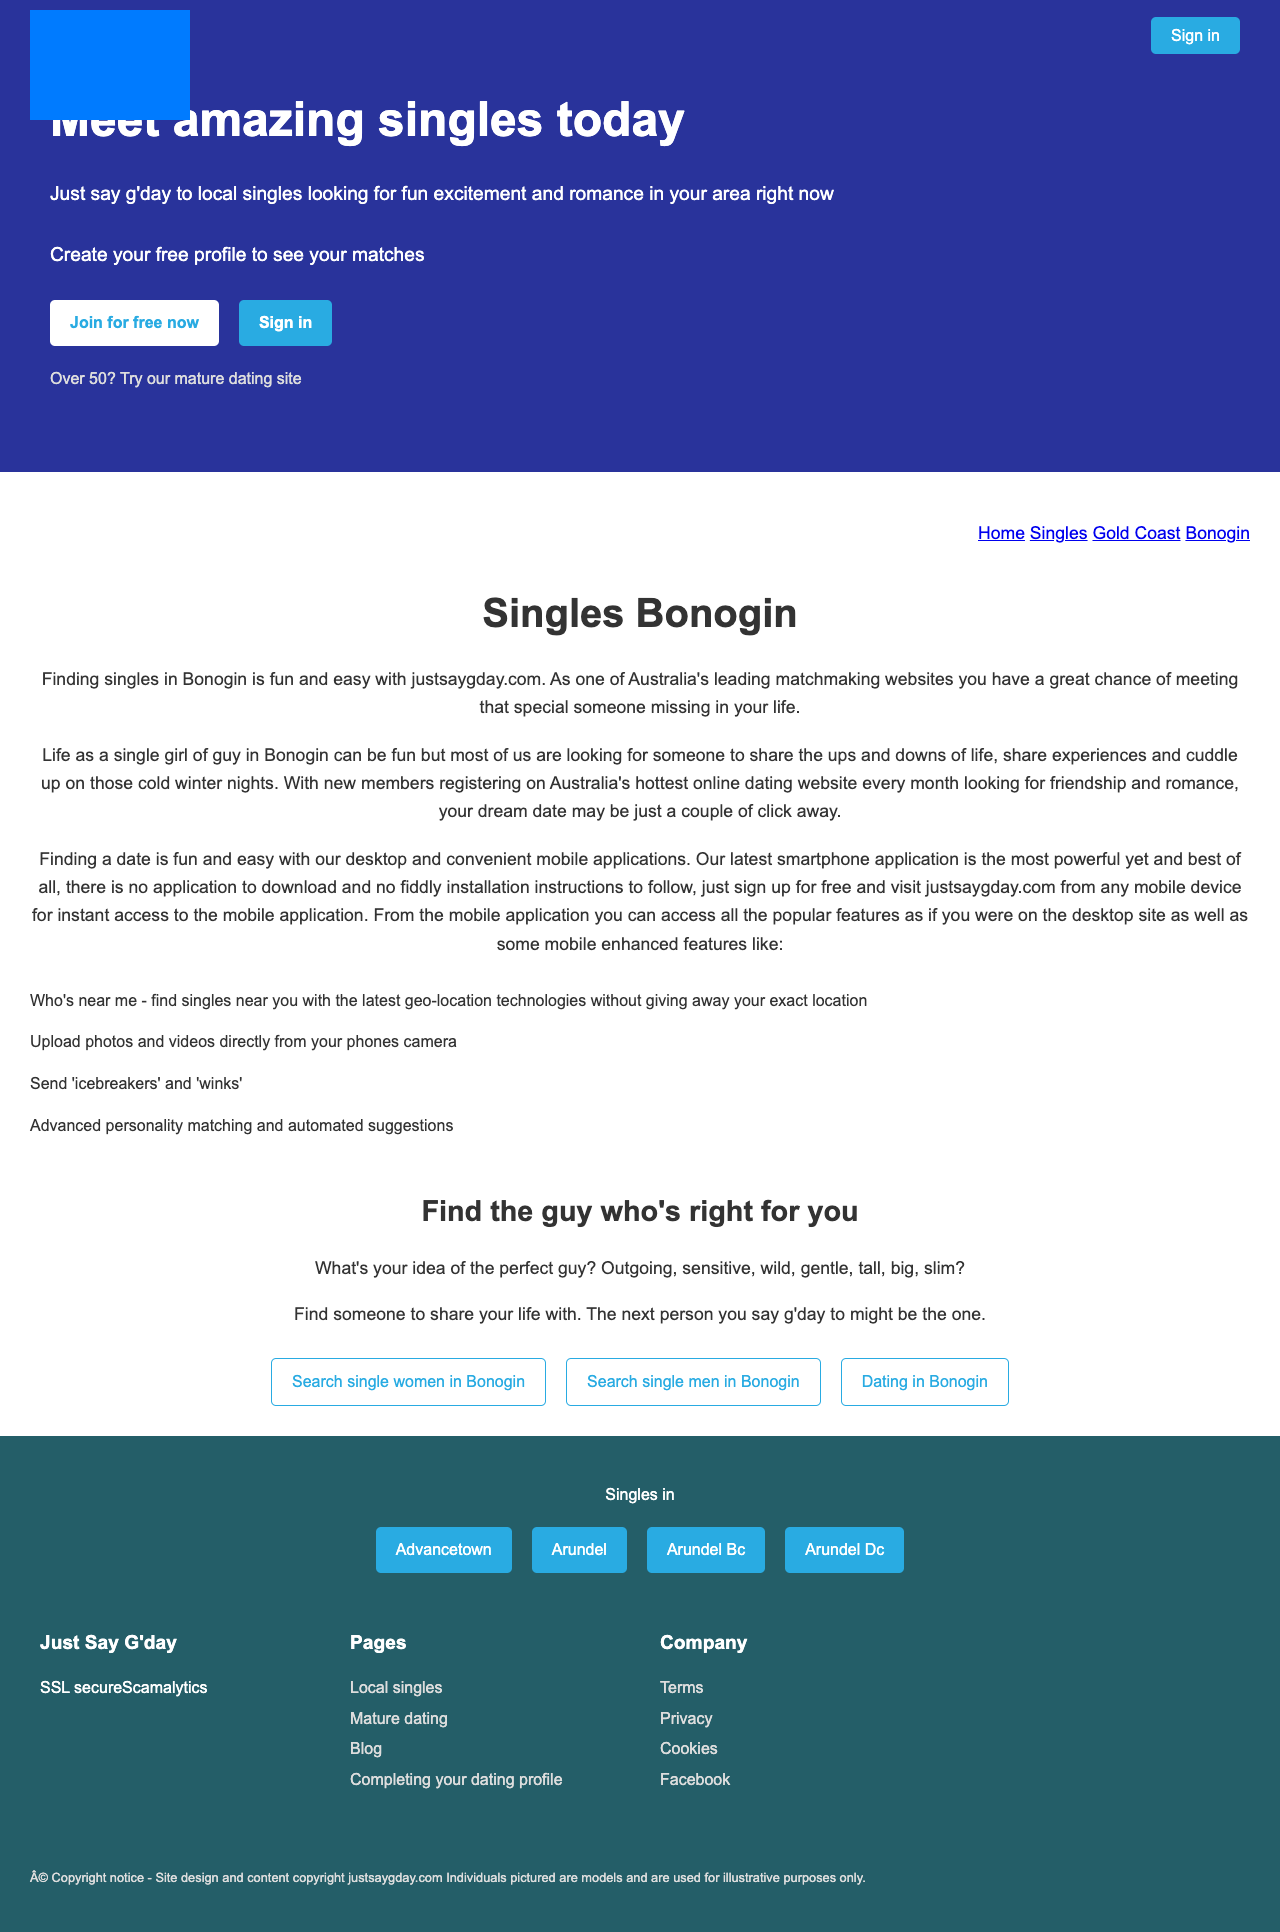 Sign in
Meet amazing singles today
Just say g'day to local singles looking for fun excitement and romance in your area right now
Create your free profile to see your matches
Join for free now
Sign in
Over 50? Try our mature dating site
Home Singles Gold Coast Bonogin
Singles Bonogin
Finding singles in Bonogin is fun and easy with justsaygday.com. As one of Australia's leading matchmaking websites you have a great chance of meeting
that special someone missing in your life.
Life as a single girl of guy in Bonogin can be fun but most of us are looking for someone to share the ups and downs of life, share experiences and cuddle
up on those cold winter nights. With new members registering on Australia's hottest online dating website every month looking for friendship and romance,
your dream date may be just a couple of click away.
Finding a date is fun and easy with our desktop and convenient mobile applications. Our latest smartphone application is the most powerful yet and best of
all, there is no application to download and no fiddly installation instructions to follow, just sign up for free and visit justsaygday.com from any mobile device
for instant access to the mobile application. From the mobile application you can access all the popular features as if you were on the desktop site as well as
some mobile enhanced features like:
Who's near me - find singles near you with the latest geo-location technologies without giving away your exact location
Upload photos and videos directly from your phones camera
Send 'icebreakers' and 'winks'
Advanced personality matching and automated suggestions
Find the guy who's right for you
What's your idea of the perfect guy? Outgoing, sensitive, wild, gentle, tall, big, slim?
Find someone to share your life with. The next person you say g'day to might be the one.
Search single women in Bonogin
Search single men in Bonogin
Dating in Bonogin
Singles in
Advancetown
Arundel
Arundel Bc
Arundel Dc
Just Say G'day
SSL secureScamalytics
Pages
Local singles
Mature dating
Blog
Completing your dating profile
Company
Terms
Privacy
Cookies
Facebook
Â© Copyright notice - Site design and content copyright justsaygday.com Individuals pictured are models and are used for illustrative purposes only.